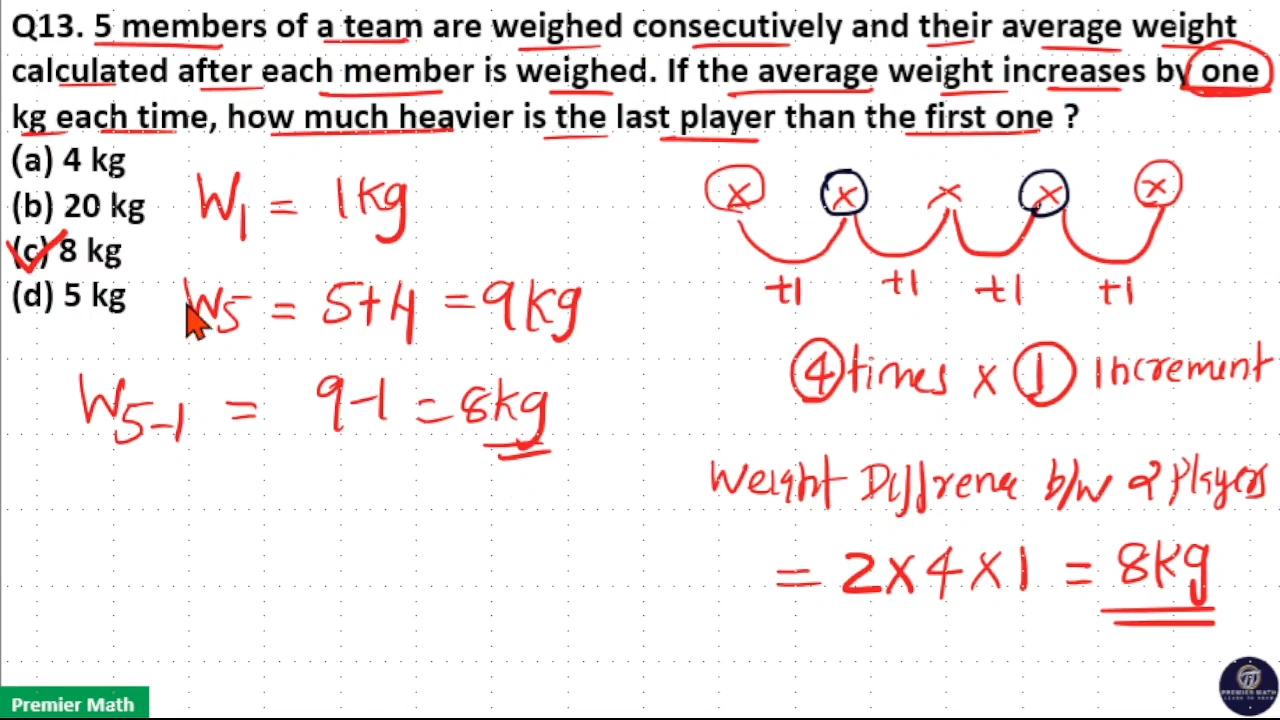 Q13. 5 members of a team are weighed consecutively and their average weight
calculated after each member is weighed. If the average weight increases by one
kg each time, how much heavier is the last player than the first one ?
(a) 4 kg
(b) 20 kg
(c) 8 kg
(d) 5 kg
W1 = 1kg
W5 = 5+4 = 9kg
W5-1 = 9-1 = 8kg
x x x x x
+1 +1 +1 +1
4 times x 1 increment
Weight Diffrence b/w 2 Players
= 2x4x1 = 8kg
Premier Math
PREMIER MATH